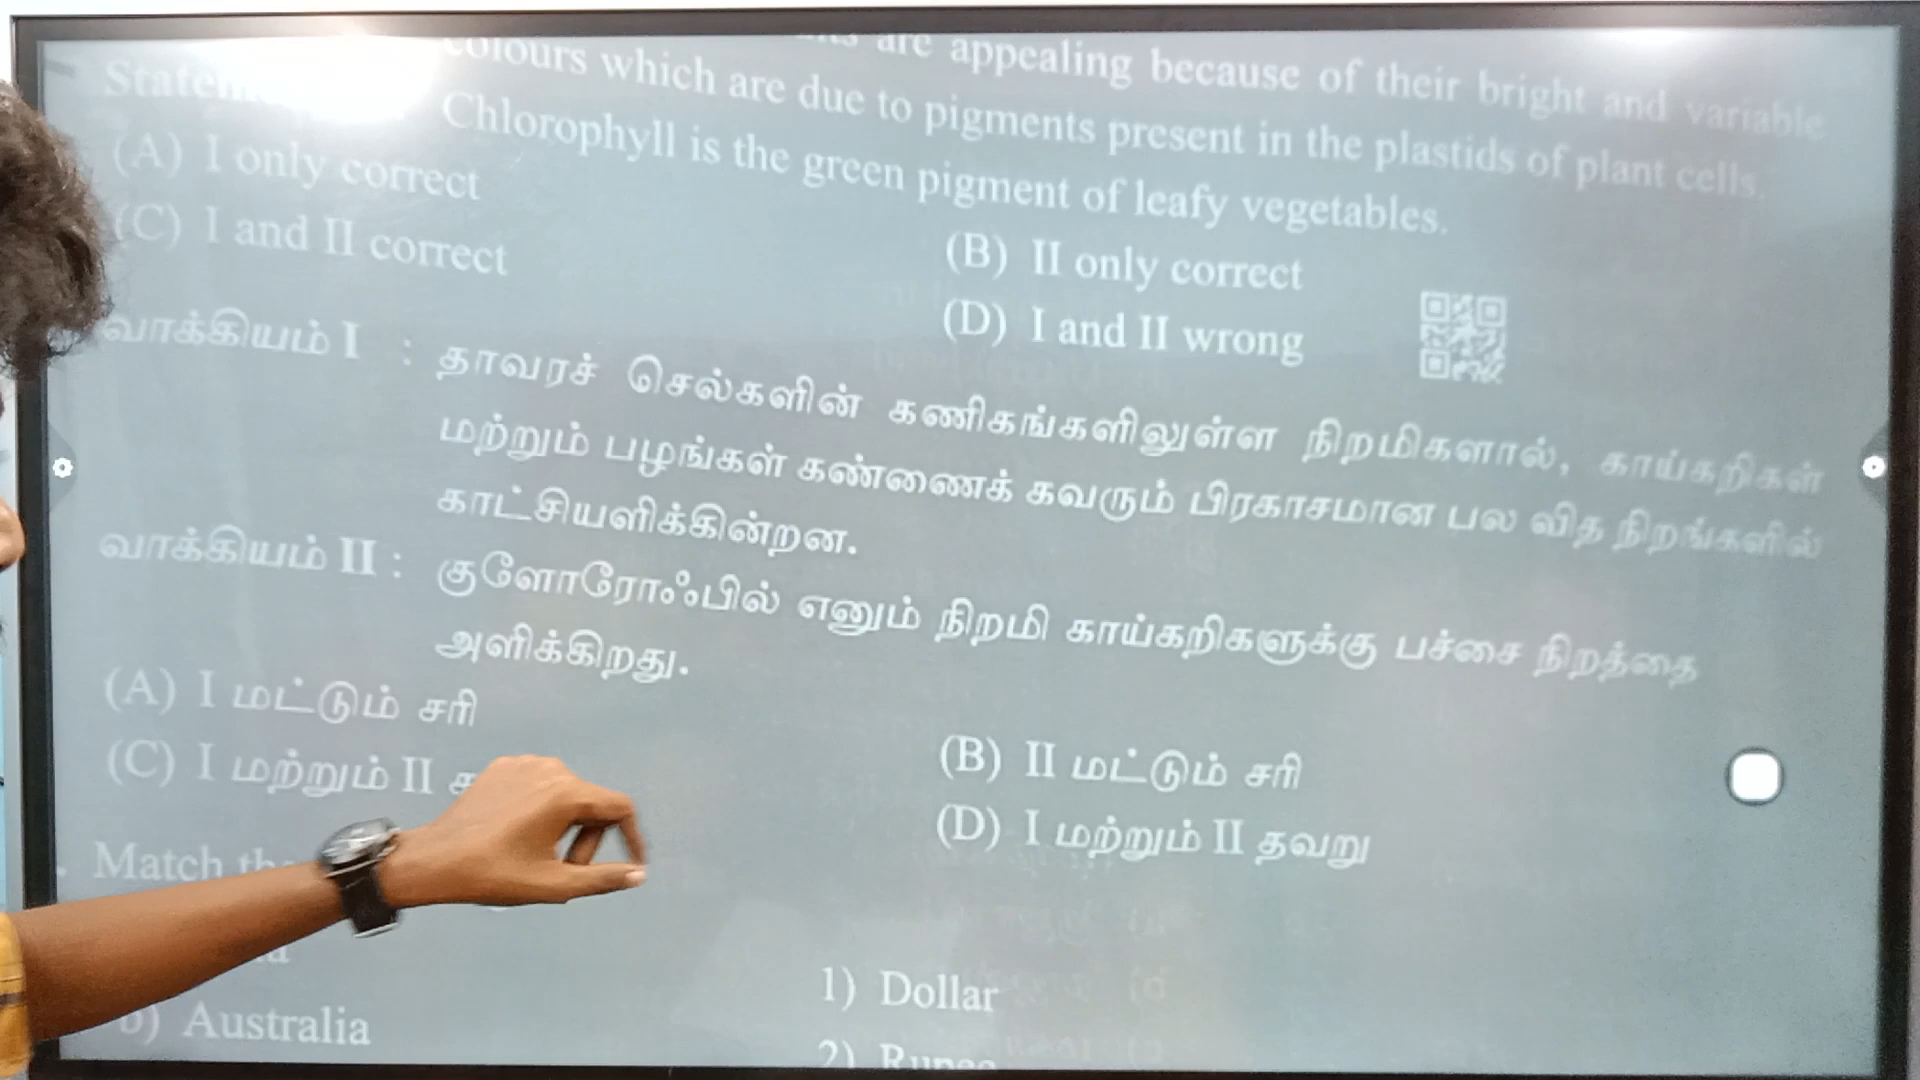 are appealing because of their bright and variable
colours which are due to pigments present in the plastids of plant cells.
Chlorophyll is the green pigment of leafy vegetables.
(A) I only correct
(B) II only correct
(C) I and II correct
(D) I and II wrong
வாக்கியம் I : தாவரச் செல்களின் கணிகங்களிலுள்ள நிறமிகளால், காய்கறிகள்
மற்றும் பழங்கள் கண்ணைக் கவரும் பிரகாசமான பல வித நிறங்களில்
காட்சியளிக்கின்றன.
வாக்கியம் II : குளோரோஃபில் எனும் நிறமி காய்கறிகளுக்கு பச்சை நிறத்தை
அளிக்கிறது.
(A) I மட்டும் சரி
(B) II மட்டும் சரி
(C) I மற்றும் II
(D) I மற்றும் II தவறு
Match
1) Dollar
b) Australia
2) Rupee